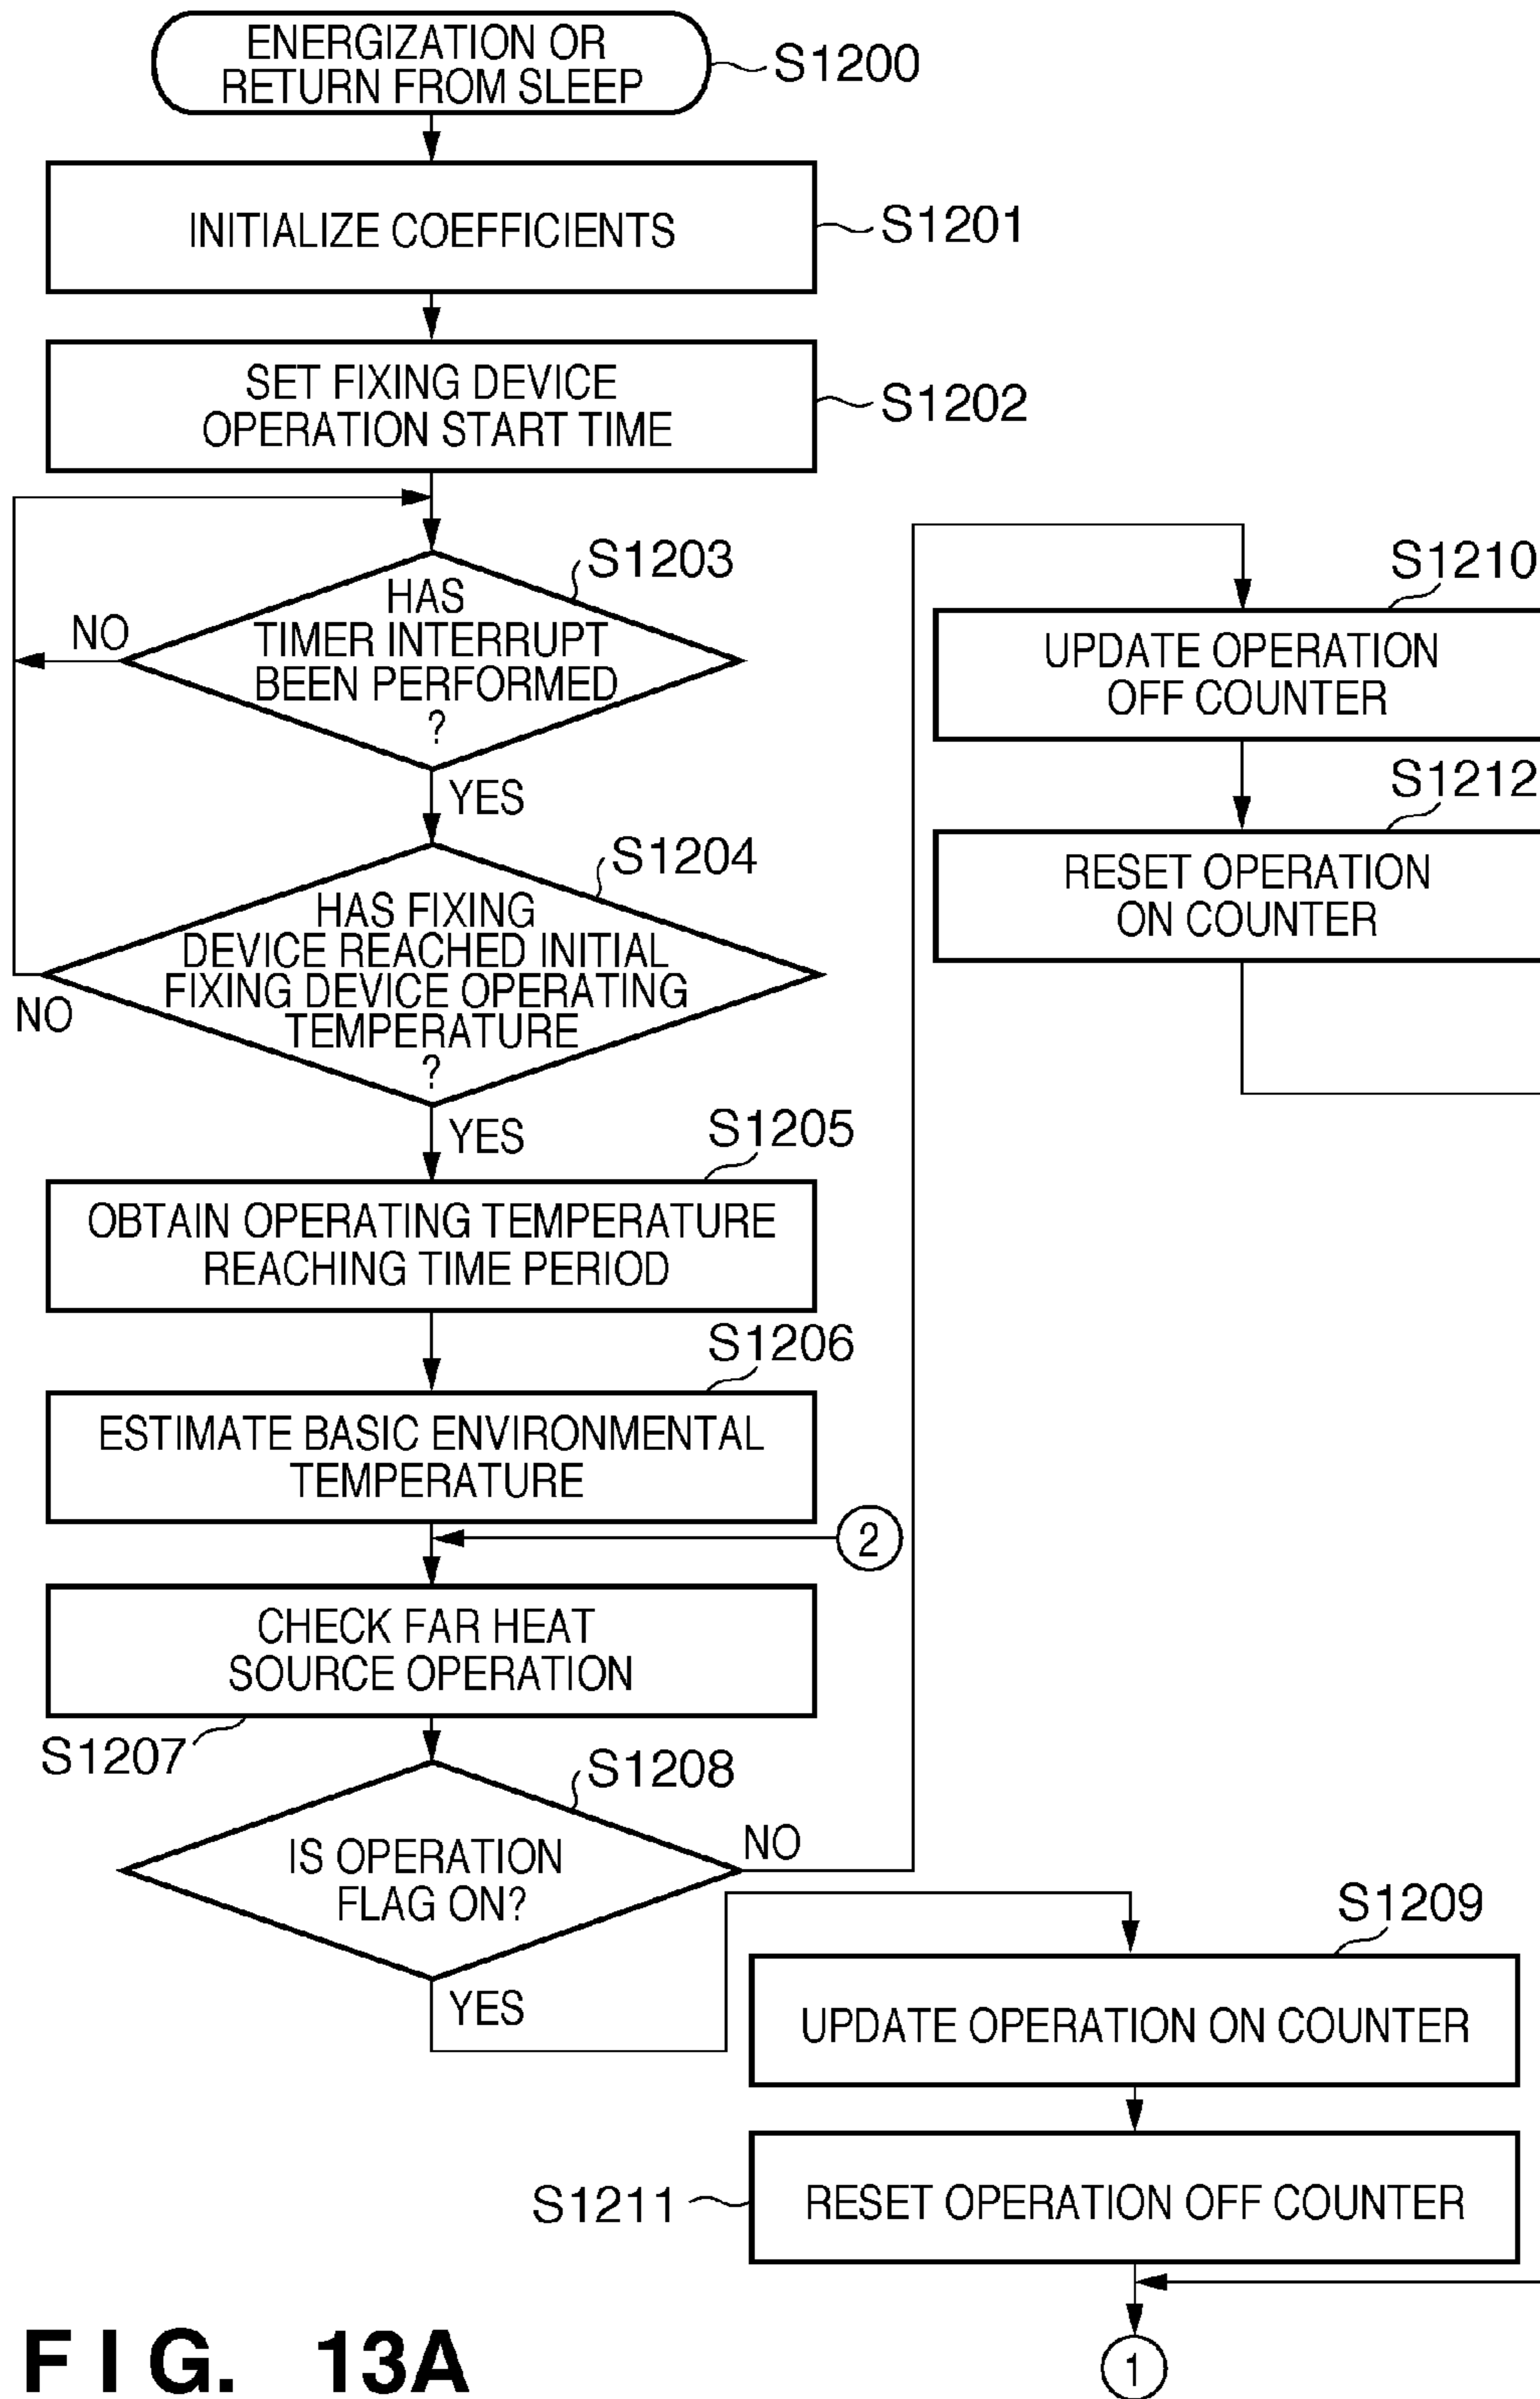 ENERGIZATION OR
RETURN FROM SLEEP
S1200
INITIALIZE COEFFICIENTS
S1201
SET FIXING DEVICE
OPERATION START TIME
S1202
S1203
HAS
TIMER INTERRUPT
BEEN PERFORMED
?
NO
YES
S1204
HAS FIXING
DEVICE REACHED INITIAL
FIXING DEVICE OPERATING
TEMPERATURE
?
NO
YES
S1205
OBTAIN OPERATING TEMPERATURE
REACHING TIME PERIOD
S1206
ESTIMATE BASIC ENVIRONMENTAL
TEMPERATURE
2
CHECK FAR HEAT
SOURCE OPERATION
S1207
S1208
IS OPERATION
FLAG ON?
NO
YES
S1210
UPDATE OPERATION
OFF COUNTER
S1212
RESET OPERATION
ON COUNTER
S1209
UPDATE OPERATION ON COUNTER
S1211
RESET OPERATION OFF COUNTER
1
FIG. 13A